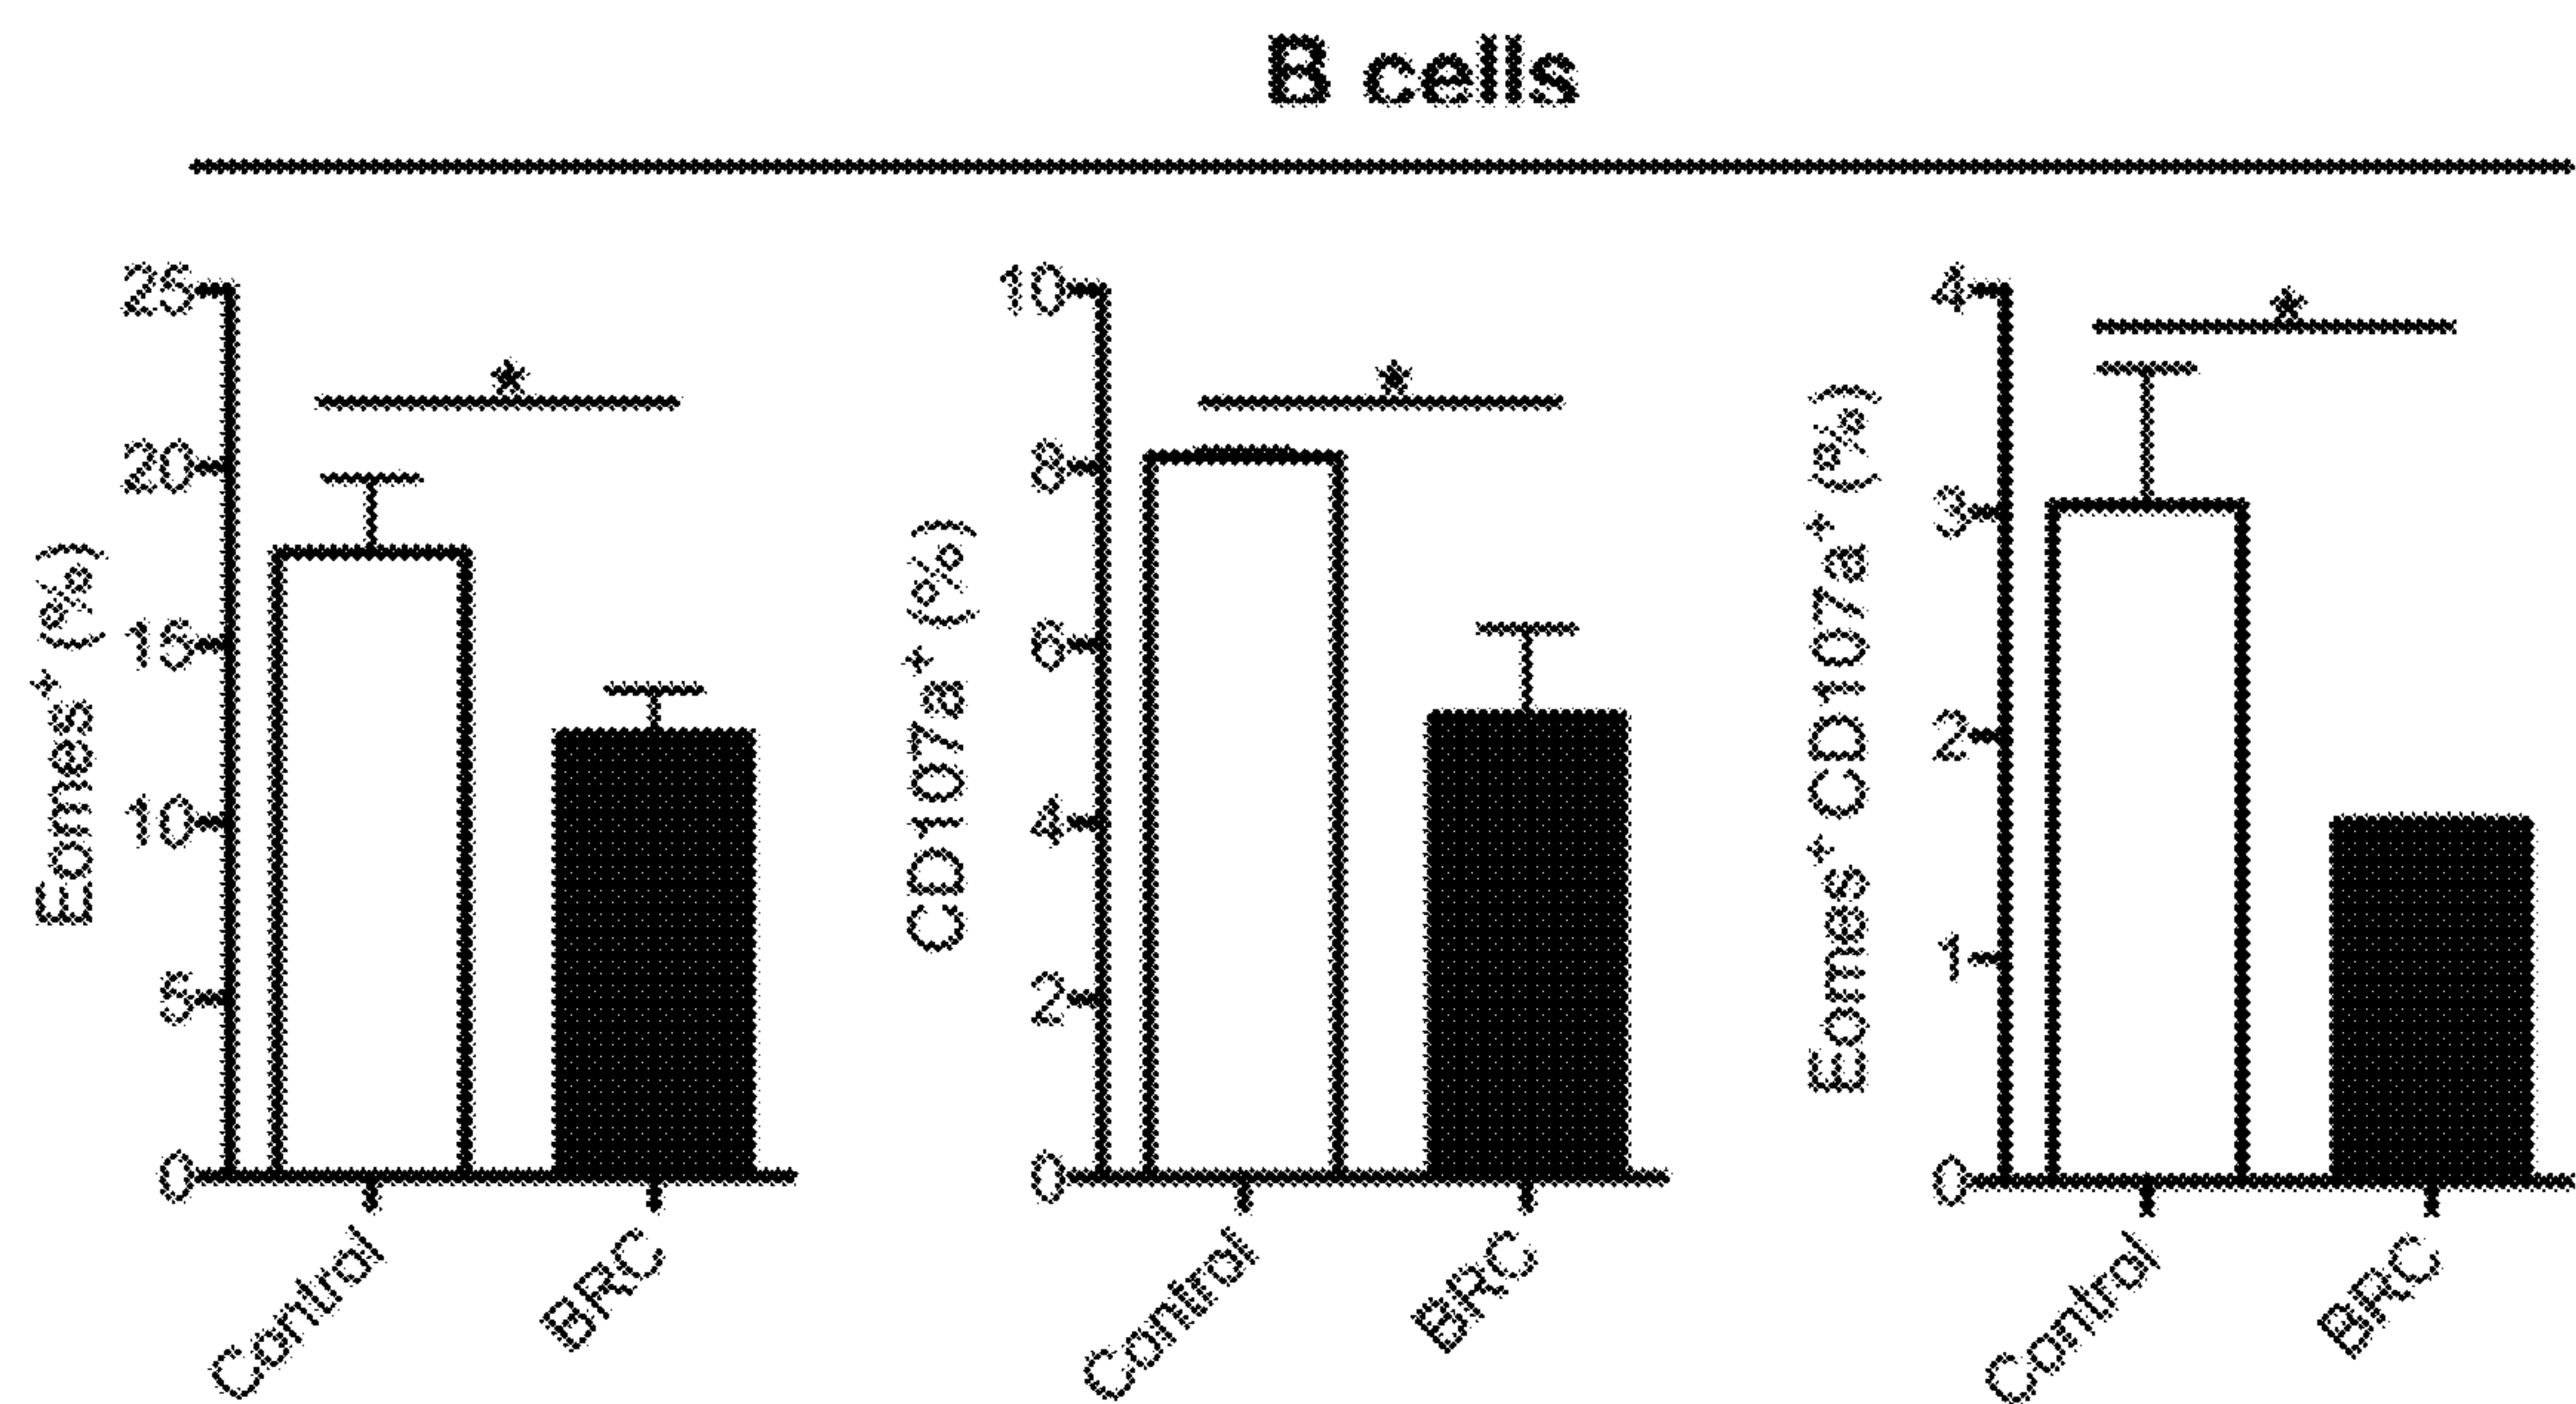 B cells
Eomes⁺ (%)
25
20
15
10
5
0
*
Control
BRC
CD107a⁺ (%)
10
8
6
4
2
0
*
Control
BRC
Eomes⁺ CD107a⁺ (%)
4
3
2
1
0
*
Control
BRC